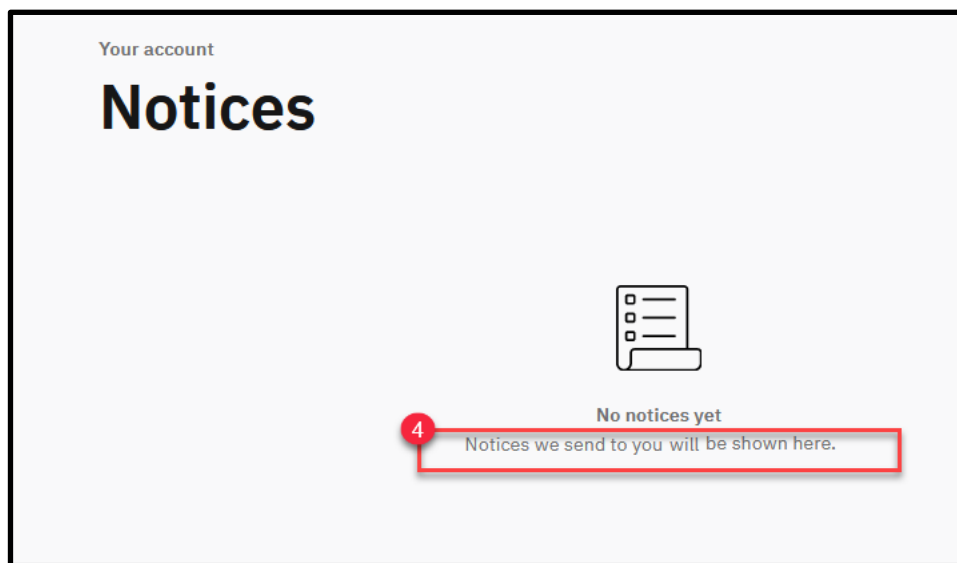 Your account
Notices
No notices yet
4
Notices we send to you will be shown here.